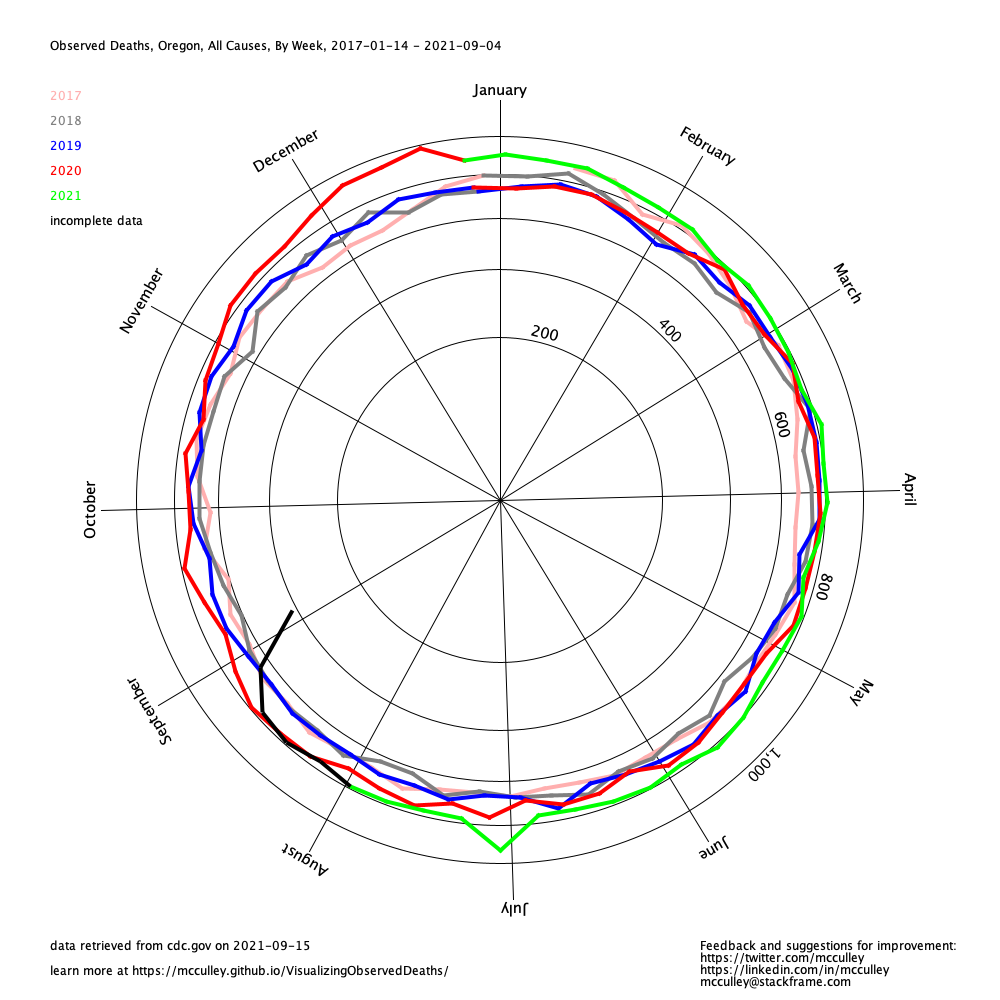 Observed Deaths, Oregon, All Causes, By Week, 2017-01-14 - 2021-09-04
2017
2018
2019
2020
2021
incomplete data
January
February
March
April
May
June
July
August
September
October
November
December
200
400
600
800
1,000
data retrieved from cdc.gov on 2021-09-15
learn more at https://mcculley.github.io/VisualizingObservedDeaths/
Feedback and suggestions for improvement:
https://twitter.com/mcculley
https://linkedin.com/in/mcculley
mcculley@stackframe.com